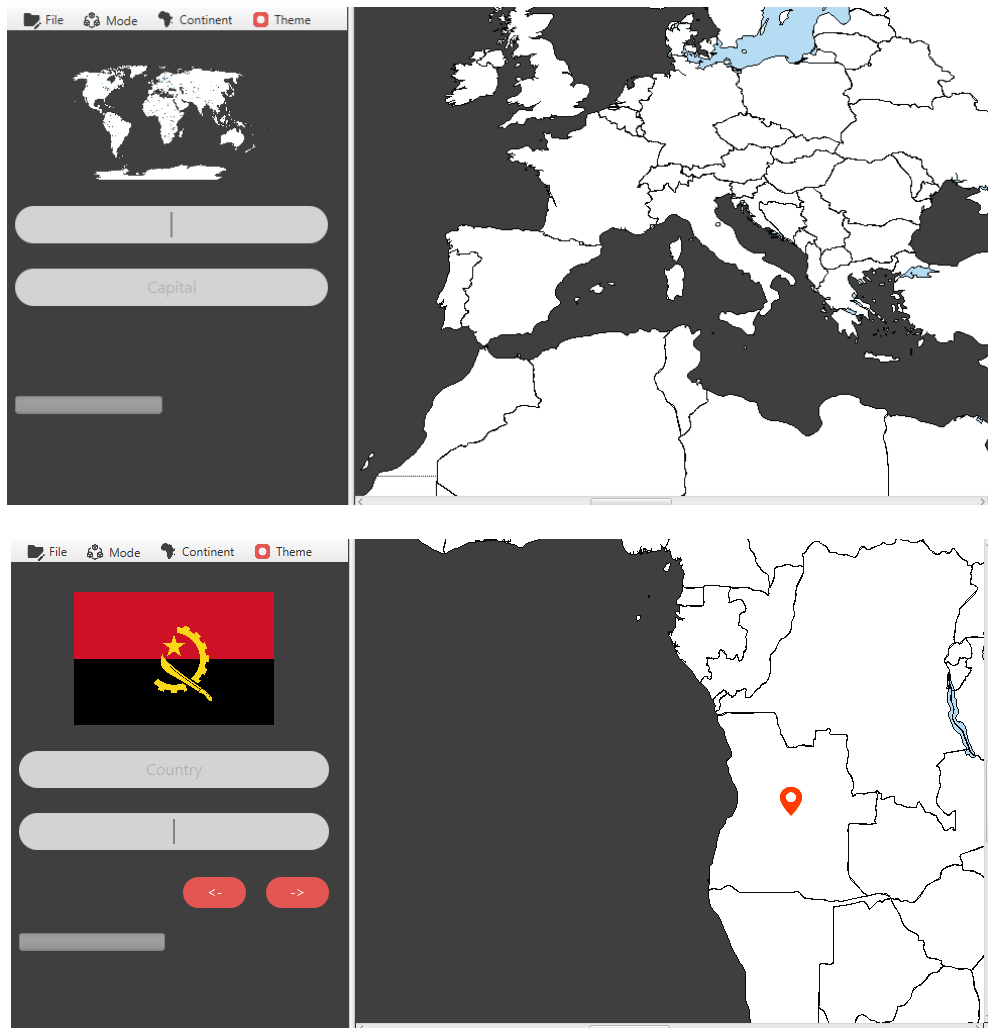 File Mode Continent Theme
Capital
File Mode Continent Theme
Country
<- ->